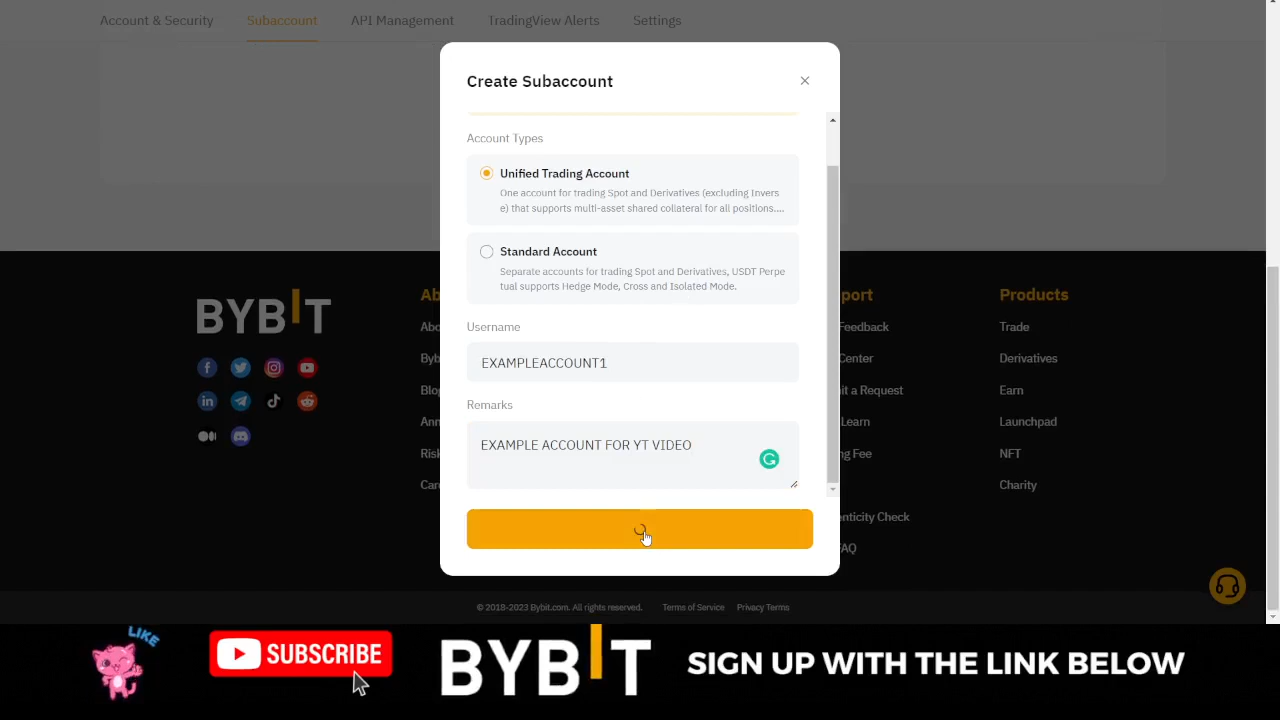 Account & Security Subaccount API Management TradingView Alerts Settings
Create Subaccount
Account Types
Unified Trading Account
One account for trading Spot and Derivatives (excluding Invers
e) that supports multi-asset shared collateral for all positions....
Standard Account
Separate accounts for trading Spot and Derivatives, USDT Perpe
tual supports Hedge Mode, Cross and Isolated Mode.
Username
EXAMPLEACCOUNT1
Remarks
EXAMPLE ACCOUNT FOR YT VIDEO
BYBIT
Products
Feedback
Trade
Center
Derivatives
a Request
Earn
Learn
Launchpad
Fee
NFT
Charity
Check
© 2018-2023 Bybit.com. All rights reserved. Terms of Service Privacy Terms
LIKE
SUBSCRIBE
BYBIT
SIGN UP WITH THE LINK BELOW